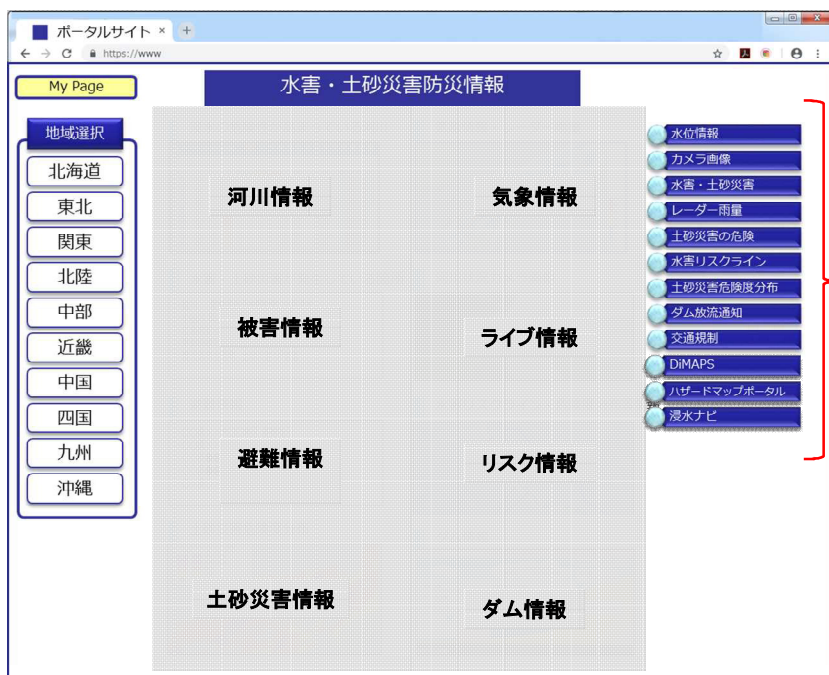 ポータルサイト × +
https://www
My Page
水害・土砂災害防災情報
地域選択
北海道
東北
関東
北陸
中部
近畿
中国
四国
九州
沖縄
河川情報
気象情報
被害情報
ライブ情報
避難情報
リスク情報
土砂災害情報
ダム情報
水位情報
カメラ画像
水害・土砂災害
レーダー雨量
土砂災害の危険
水害リスクライン
土砂災害危険度分布
ダム放流通知
交通規制
DiMAPS
ハザードマップポータル
浸水ナビ